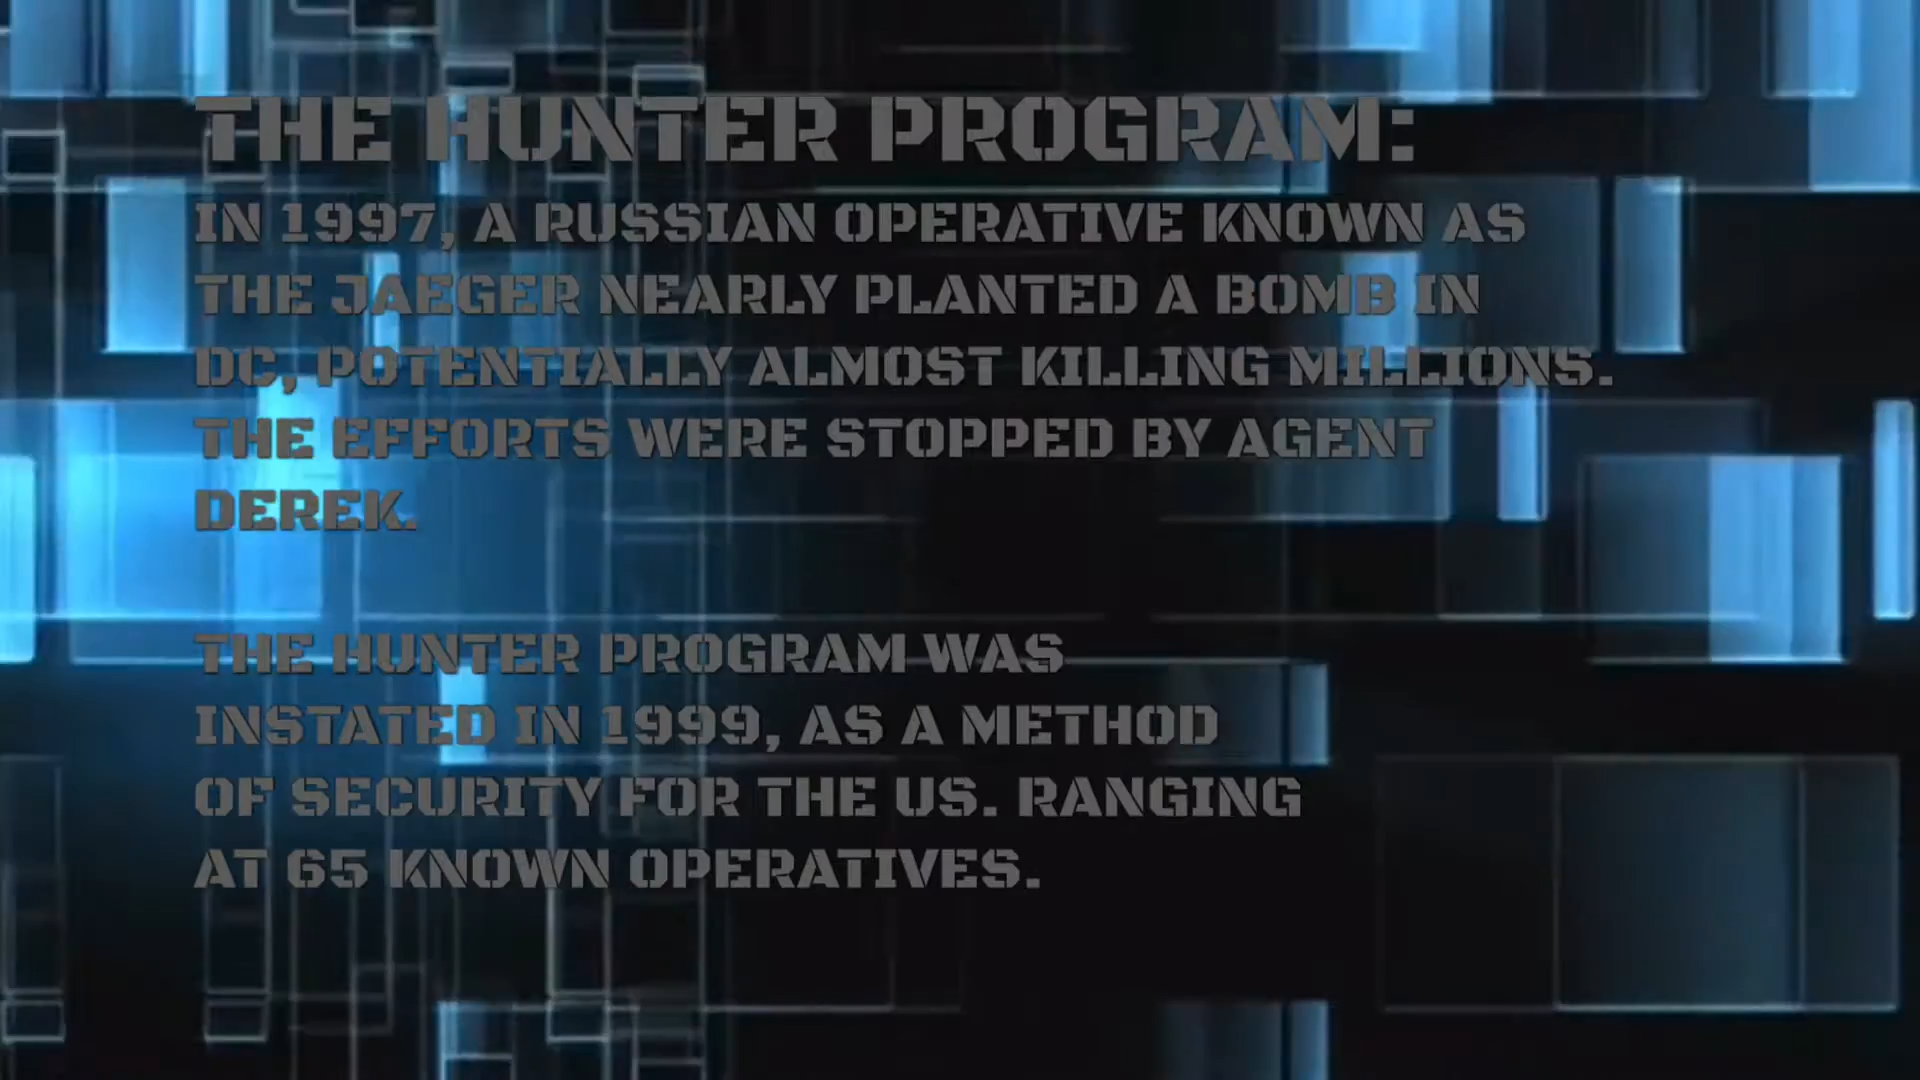 THE HUNTER PROGRAM:
IN 1997, A RUSSIAN OPERATIVE KNOWN AS
THE JAEGER NEARLY PLANTED A BOMB IN
DC, POTENTIALLY ALMOST KILLING MILLIONS.
THE EFFORTS WERE STOPPED BY AGENT
DEREK.
THE HUNTER PROGRAM WAS
INSTATED IN 1999, AS A METHOD
OF SECURITY FOR THE US. RANGING
AT 65 KNOWN OPERATIVES.